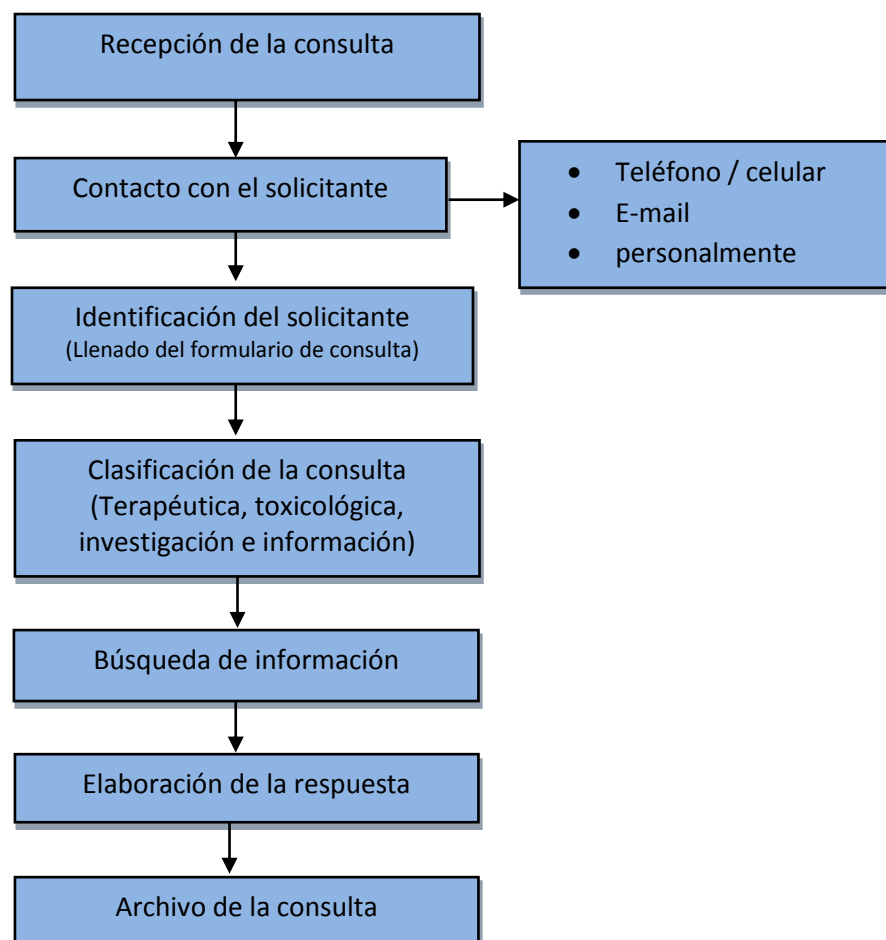 Recepción de la consulta
Contacto con el solicitante
• Teléfono / celular
• E-mail
• personalmente
Identificación del solicitante
(Llenado del formulario de consulta)
Clasificación de la consulta
(Terapéutica, toxicológica,
investigación e información)
Búsqueda de información
Elaboración de la respuesta
Archivo de la consulta